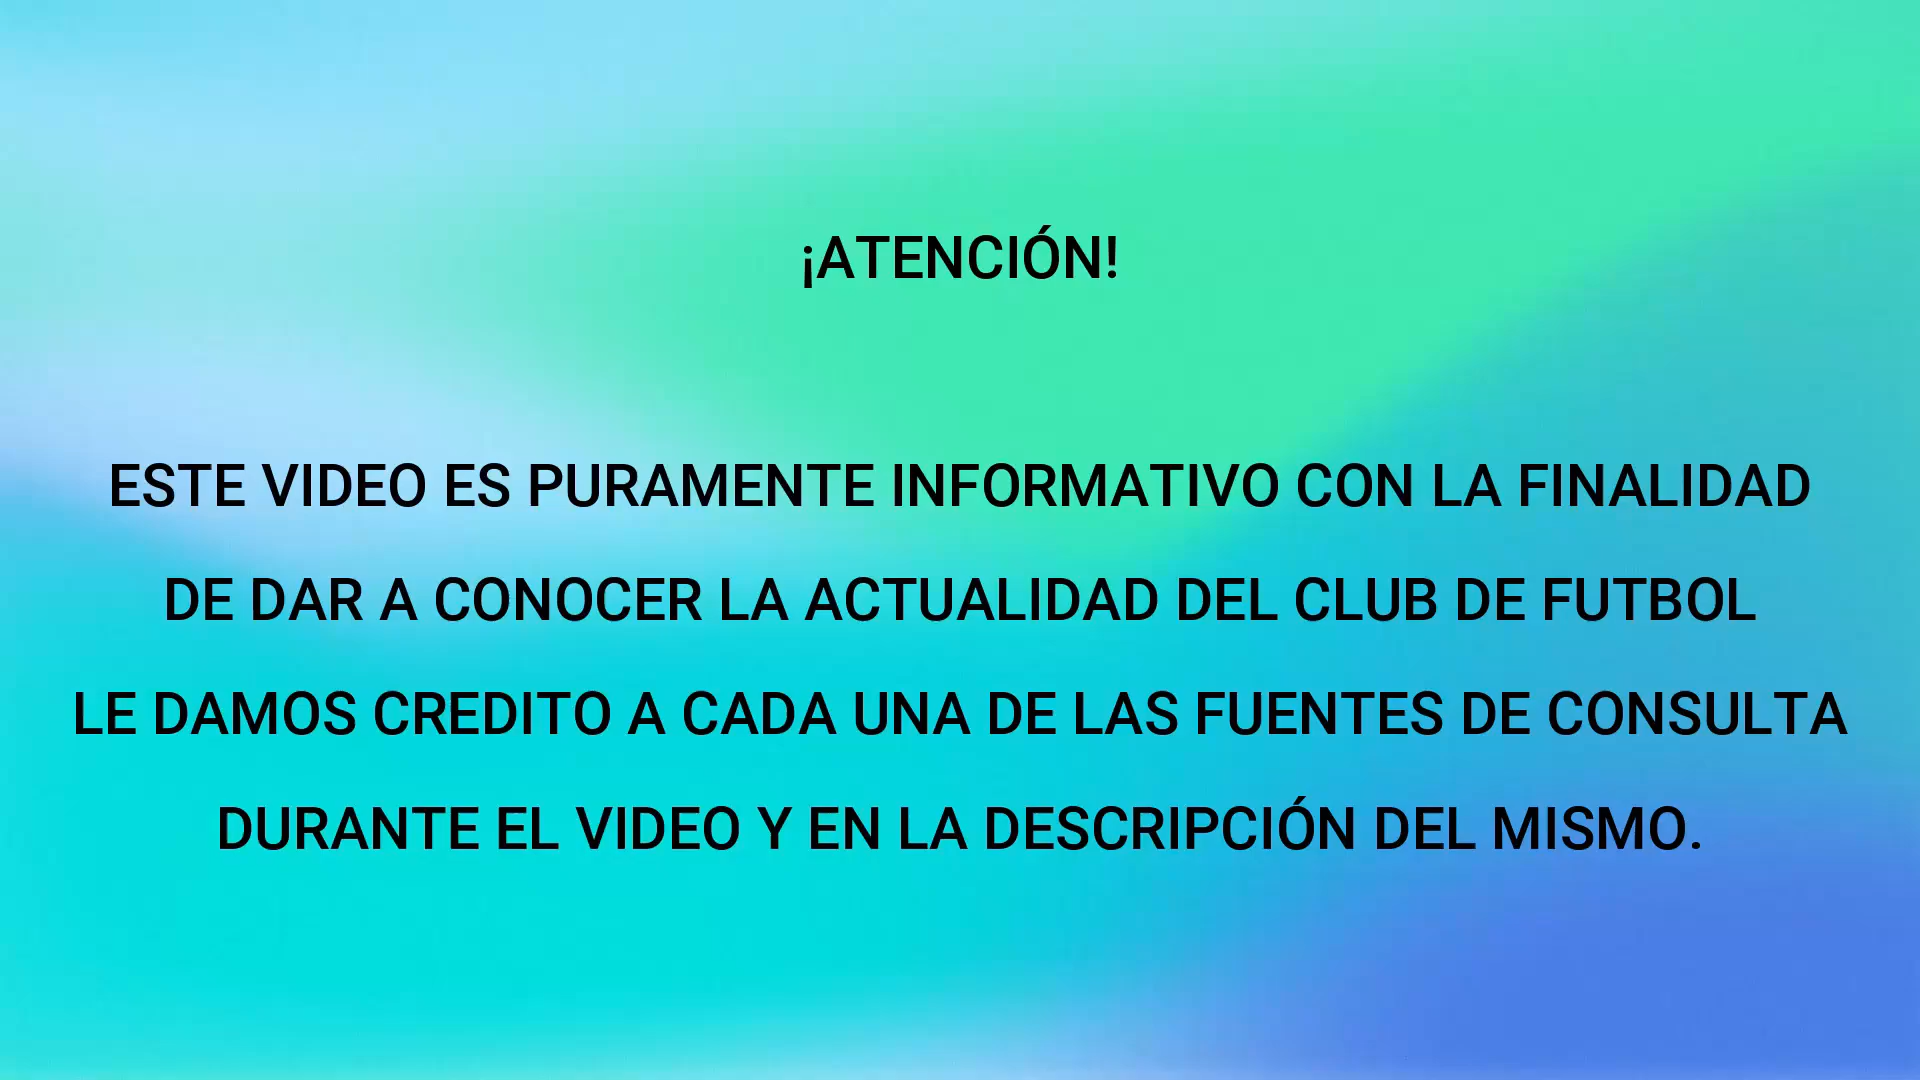 ¡ATENCIÓN!
ESTE VIDEO ES PURAMENTE INFORMATIVO CON LA FINALIDAD
DE DAR A CONOCER LA ACTUALIDAD DEL CLUB DE FUTBOL
LE DAMOS CREDITO A CADA UNA DE LAS FUENTES DE CONSULTA
DURANTE EL VIDEO Y EN LA DESCRIPCIÓN DEL MISMO.